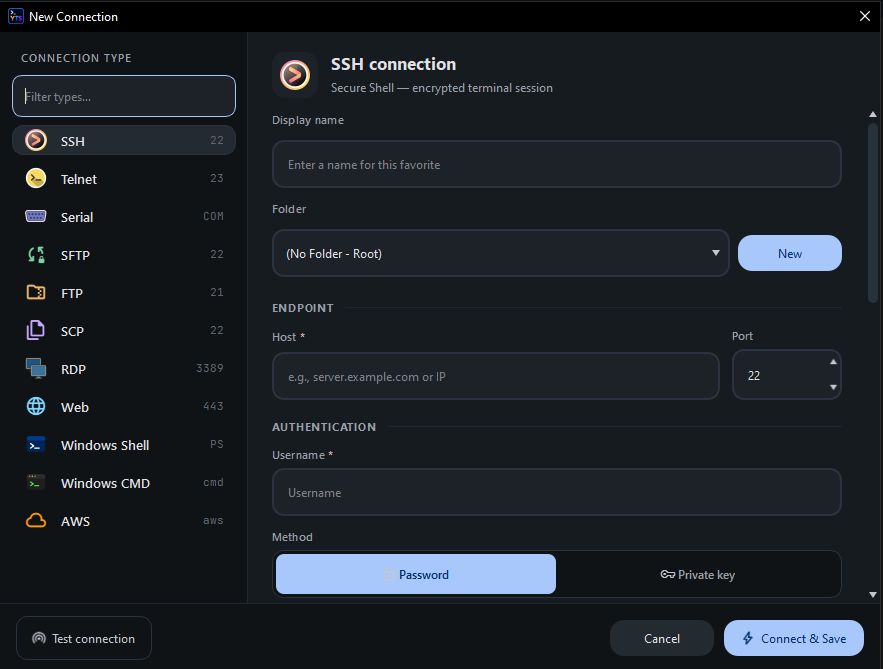 New Connection
CONNECTION TYPE
Filter types...
SSH 22
Telnet 23
Serial COM
SFTP 22
FTP 21
SCP 22
RDP 3389
Web 443
Windows Shell PS
Windows CMD cmd
AWS aws
SSH connection
Secure Shell — encrypted terminal session
Display name
Enter a name for this favorite
Folder
(No Folder - Root)
New
ENDPOINT
Host *
Port
e.g., server.example.com or IP
22
AUTHENTICATION
Username *
Username
Method
Password
Private key
Test connection
Cancel
Connect & Save